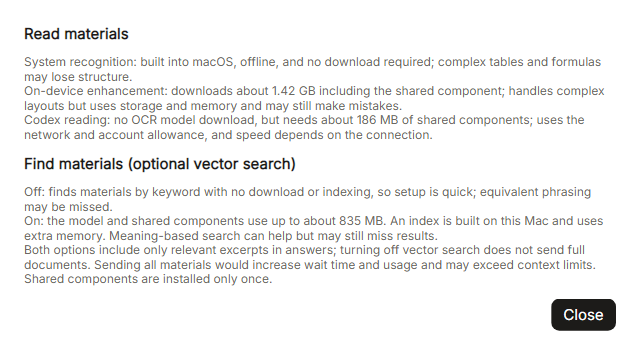 Read materials
System recognition: built into macOS, offline, and no download required; complex tables and formulas
may lose structure.
On-device enhancement: downloads about 1.42 GB including the shared component; handles complex
layouts but uses storage and memory and may still make mistakes.
Codex reading: no OCR model download, but needs about 186 MB of shared components; uses the
network and account allowance, and speed depends on the connection.
Find materials (optional vector search)
Off: finds materials by keyword with no download or indexing, so setup is quick; equivalent phrasing
may be missed.
On: the model and shared components use up to about 835 MB. An index is built on this Mac and uses
extra memory. Meaning-based search can help but may still miss results.
Both options include only relevant excerpts in answers; turning off vector search does not send full
documents. Sending all materials would increase wait time and usage and may exceed context limits.
Shared components are installed only once.
Close